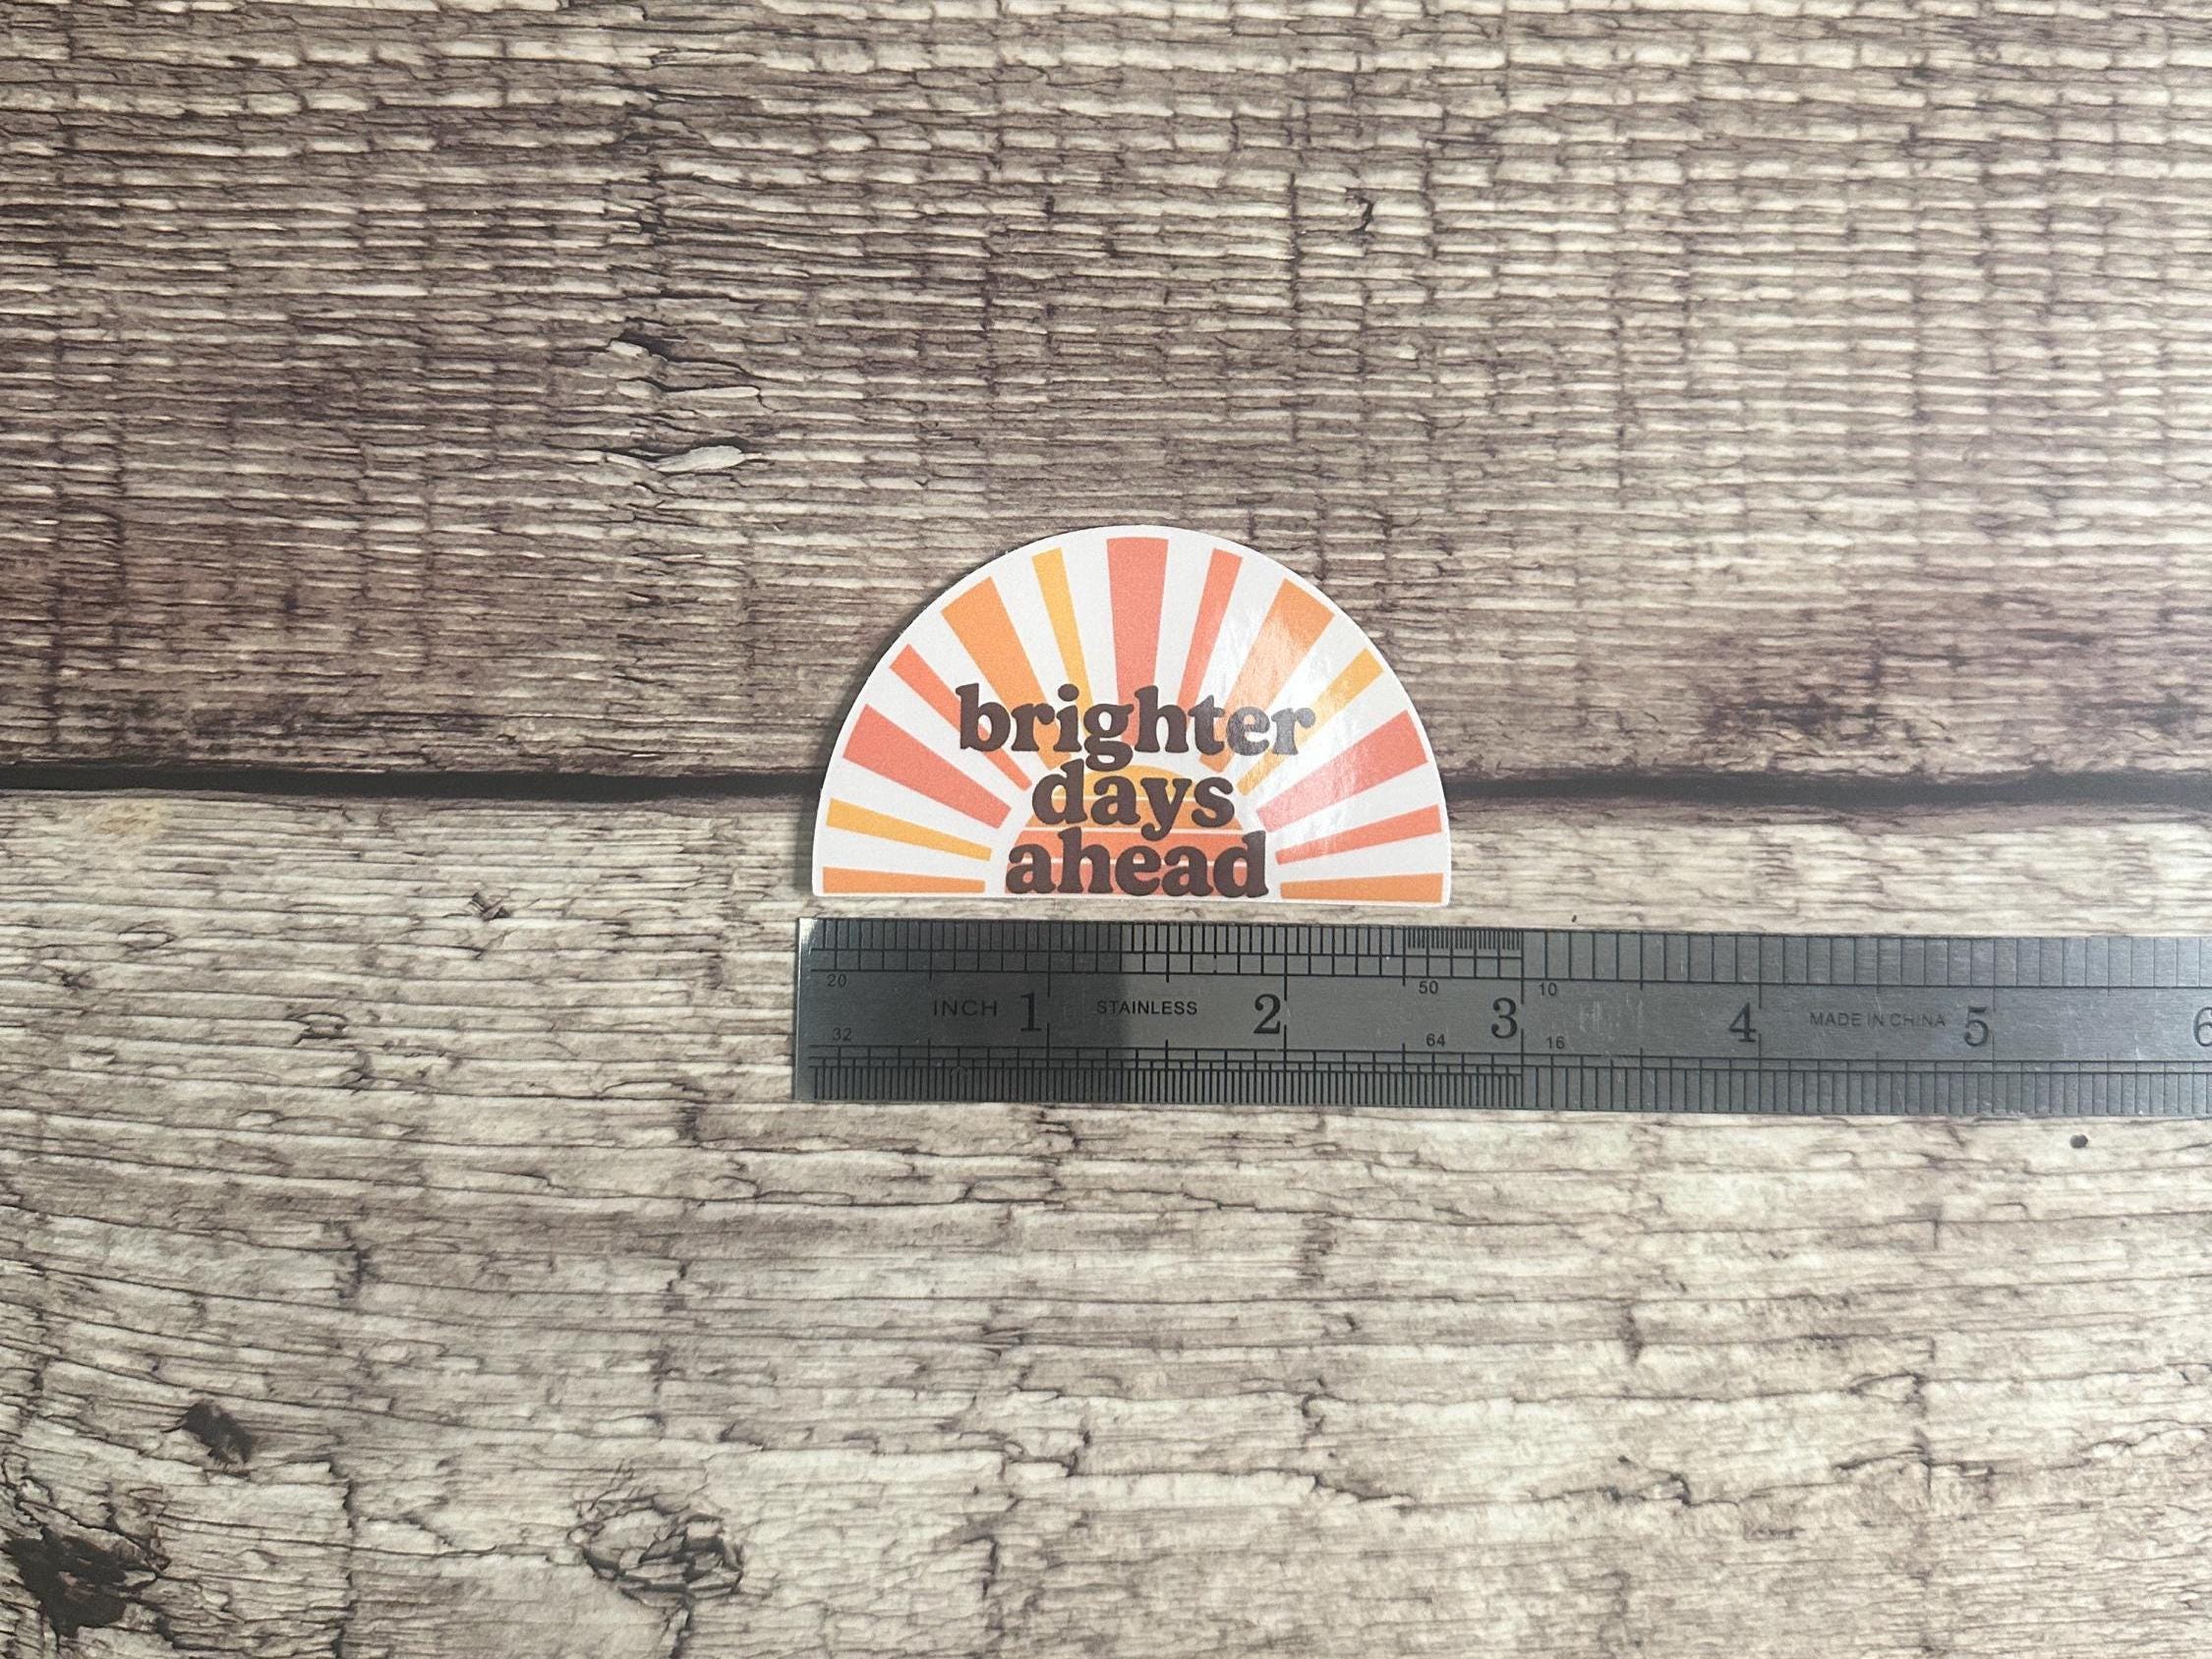 brighter
days
ahead
20 50 10
INCH 1 STAINLESS 2 3 4 MADE IN CHINA 5 6
32 64 16